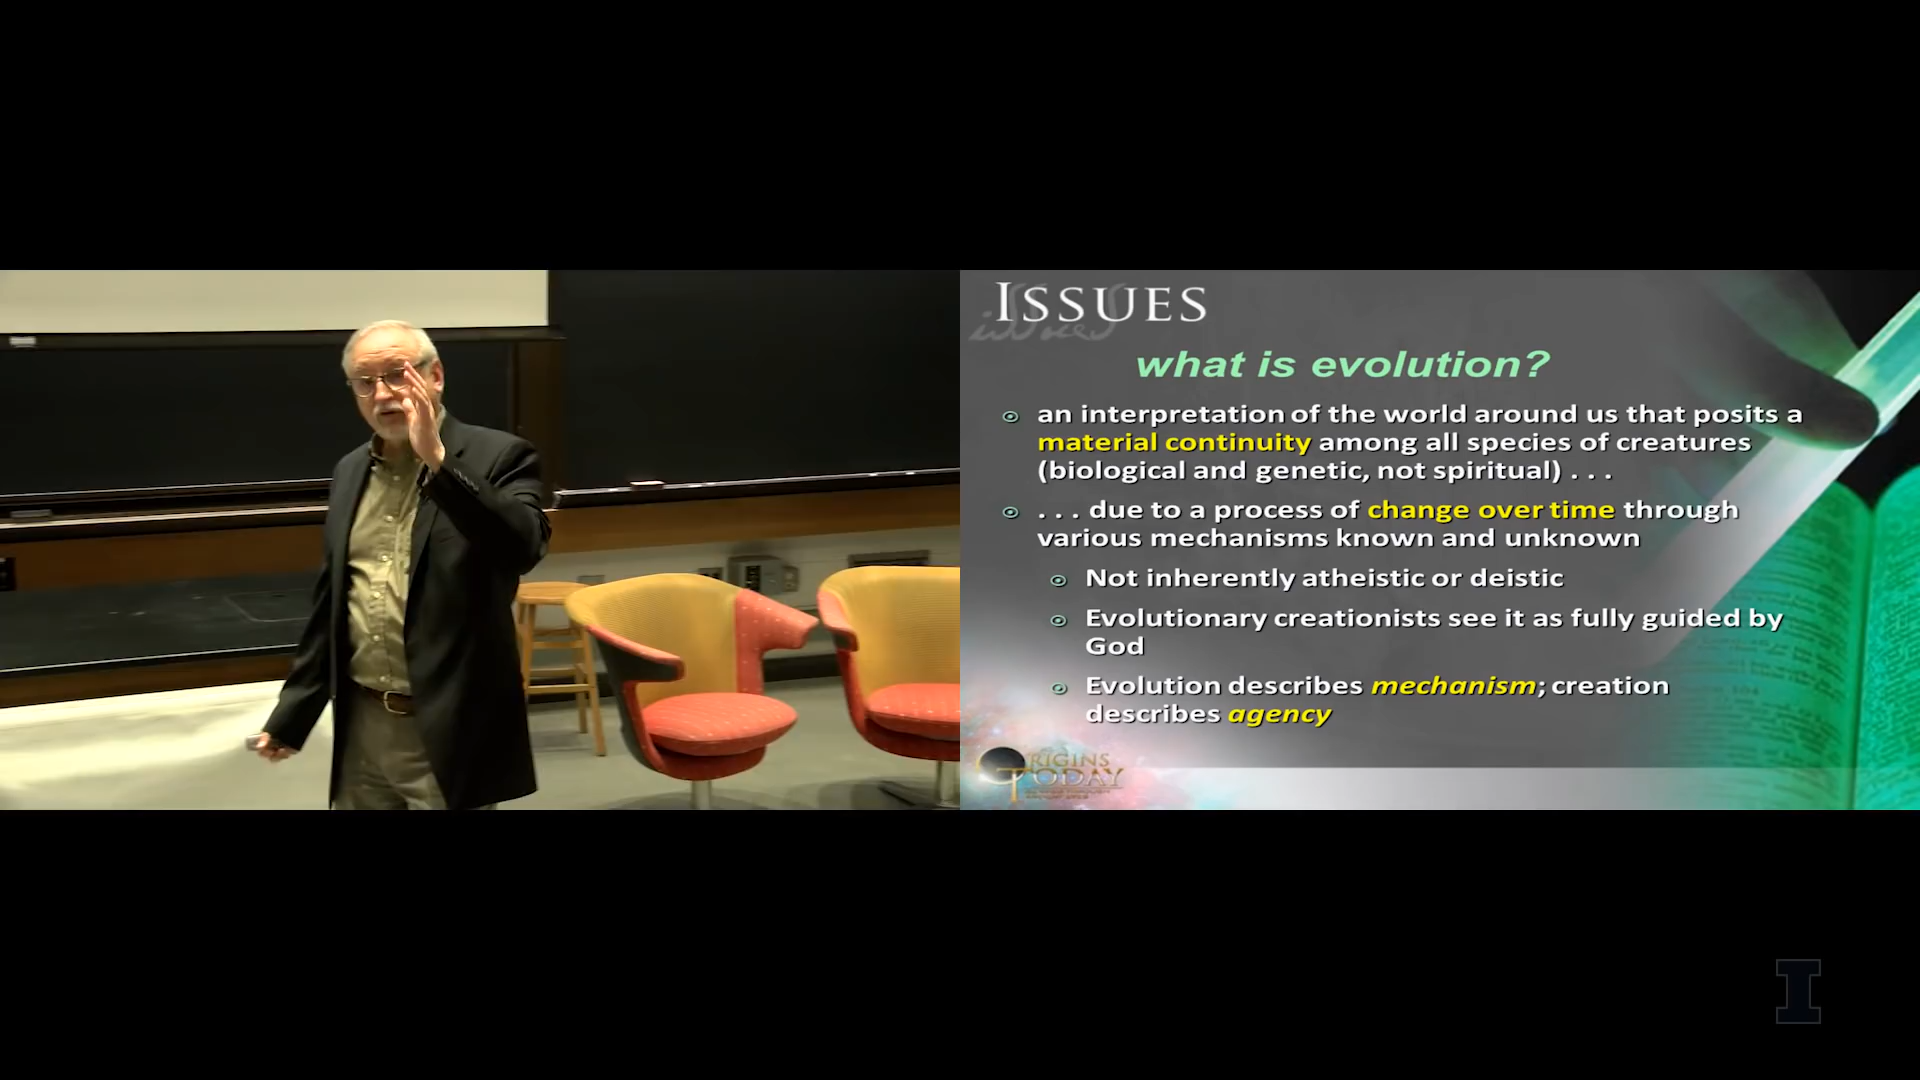 ISSUES
issues
what is evolution?
an interpretation of the world around us that posits a
material continuity among all species of creatures
(biological and genetic, not spiritual) . . .
. . . due to a process of change over time through
various mechanisms known and unknown
Not inherently atheistic or deistic
Evolutionary creationists see it as fully guided by
God
Evolution describes mechanism; creation
describes agency
ORIGINS
TODAY
I